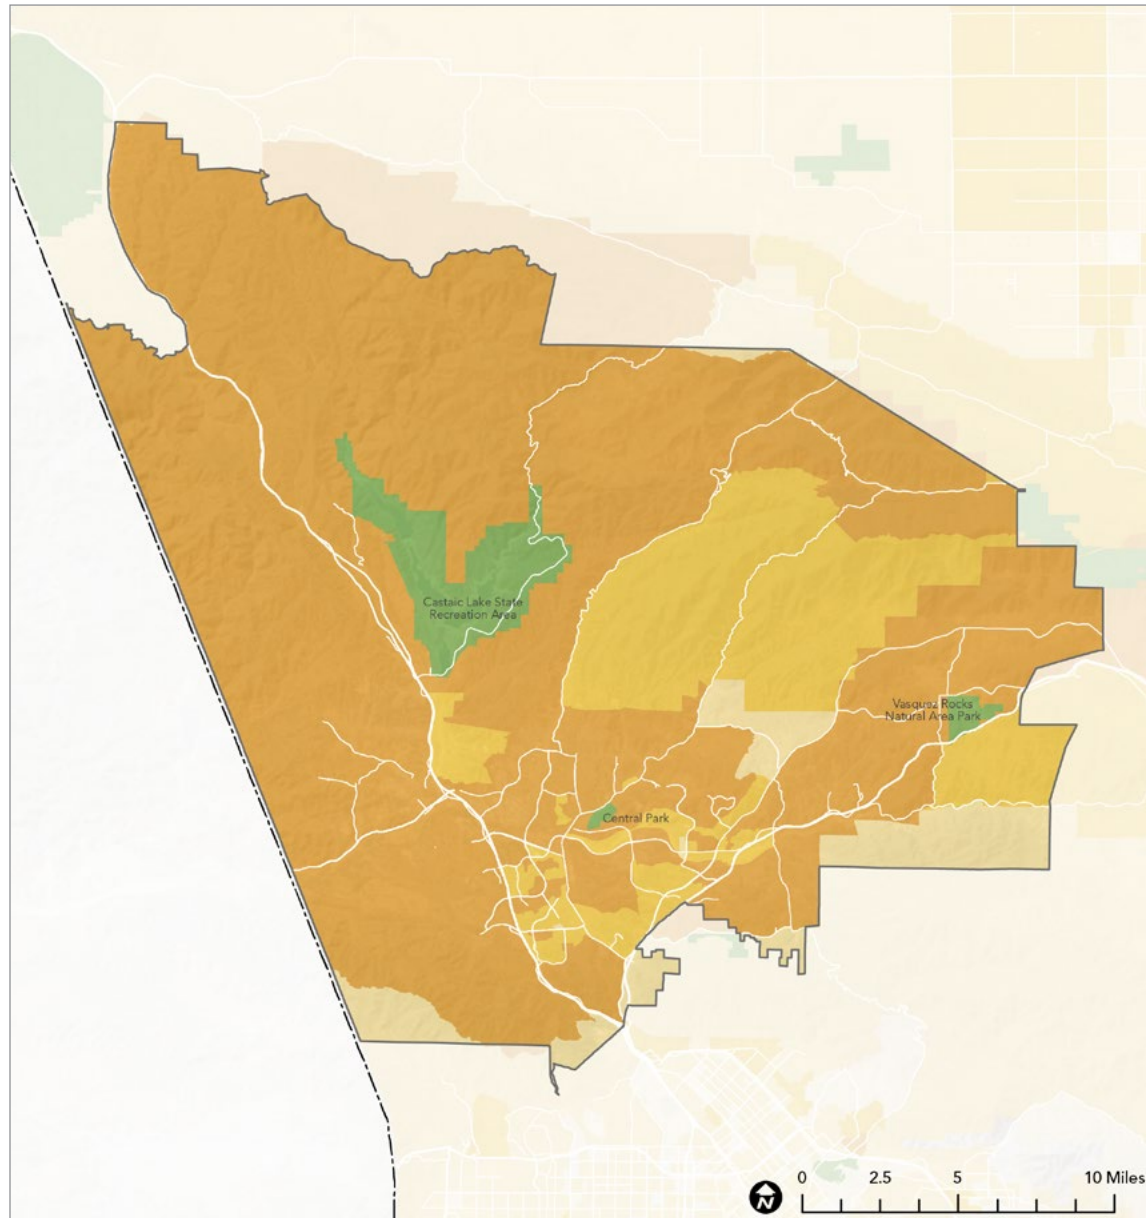 Castaic Lake State
Recreation Area
Vasquez Rocks
Natural Area Park
Central Park
N
0 2.5 5 10 Miles